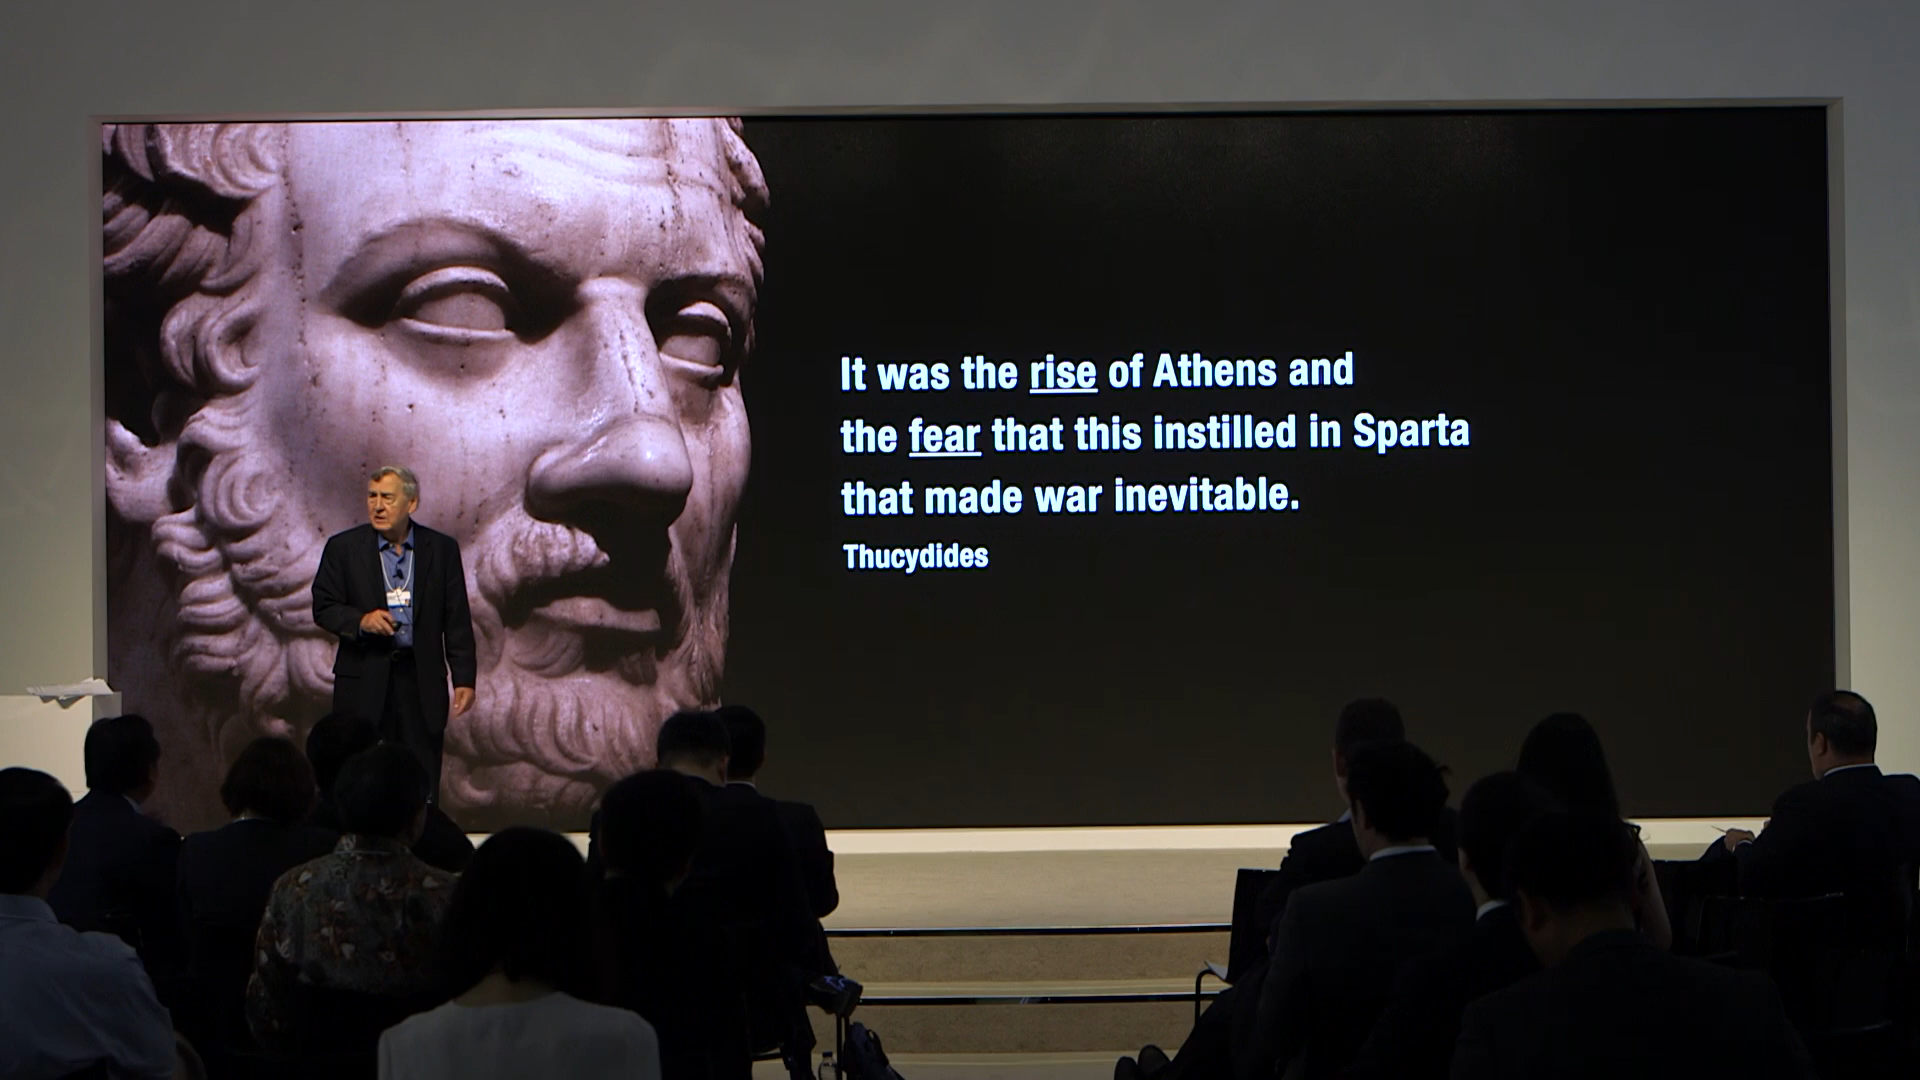 It was the rise of Athens and
the fear that this instilled in Sparta
that made war inevitable.
Thucydides